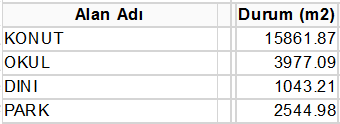 Alan Adı Durum (m2)
KONUT 15861.87
OKUL 3977.09
DINI 1043.21
PARK 2544.98